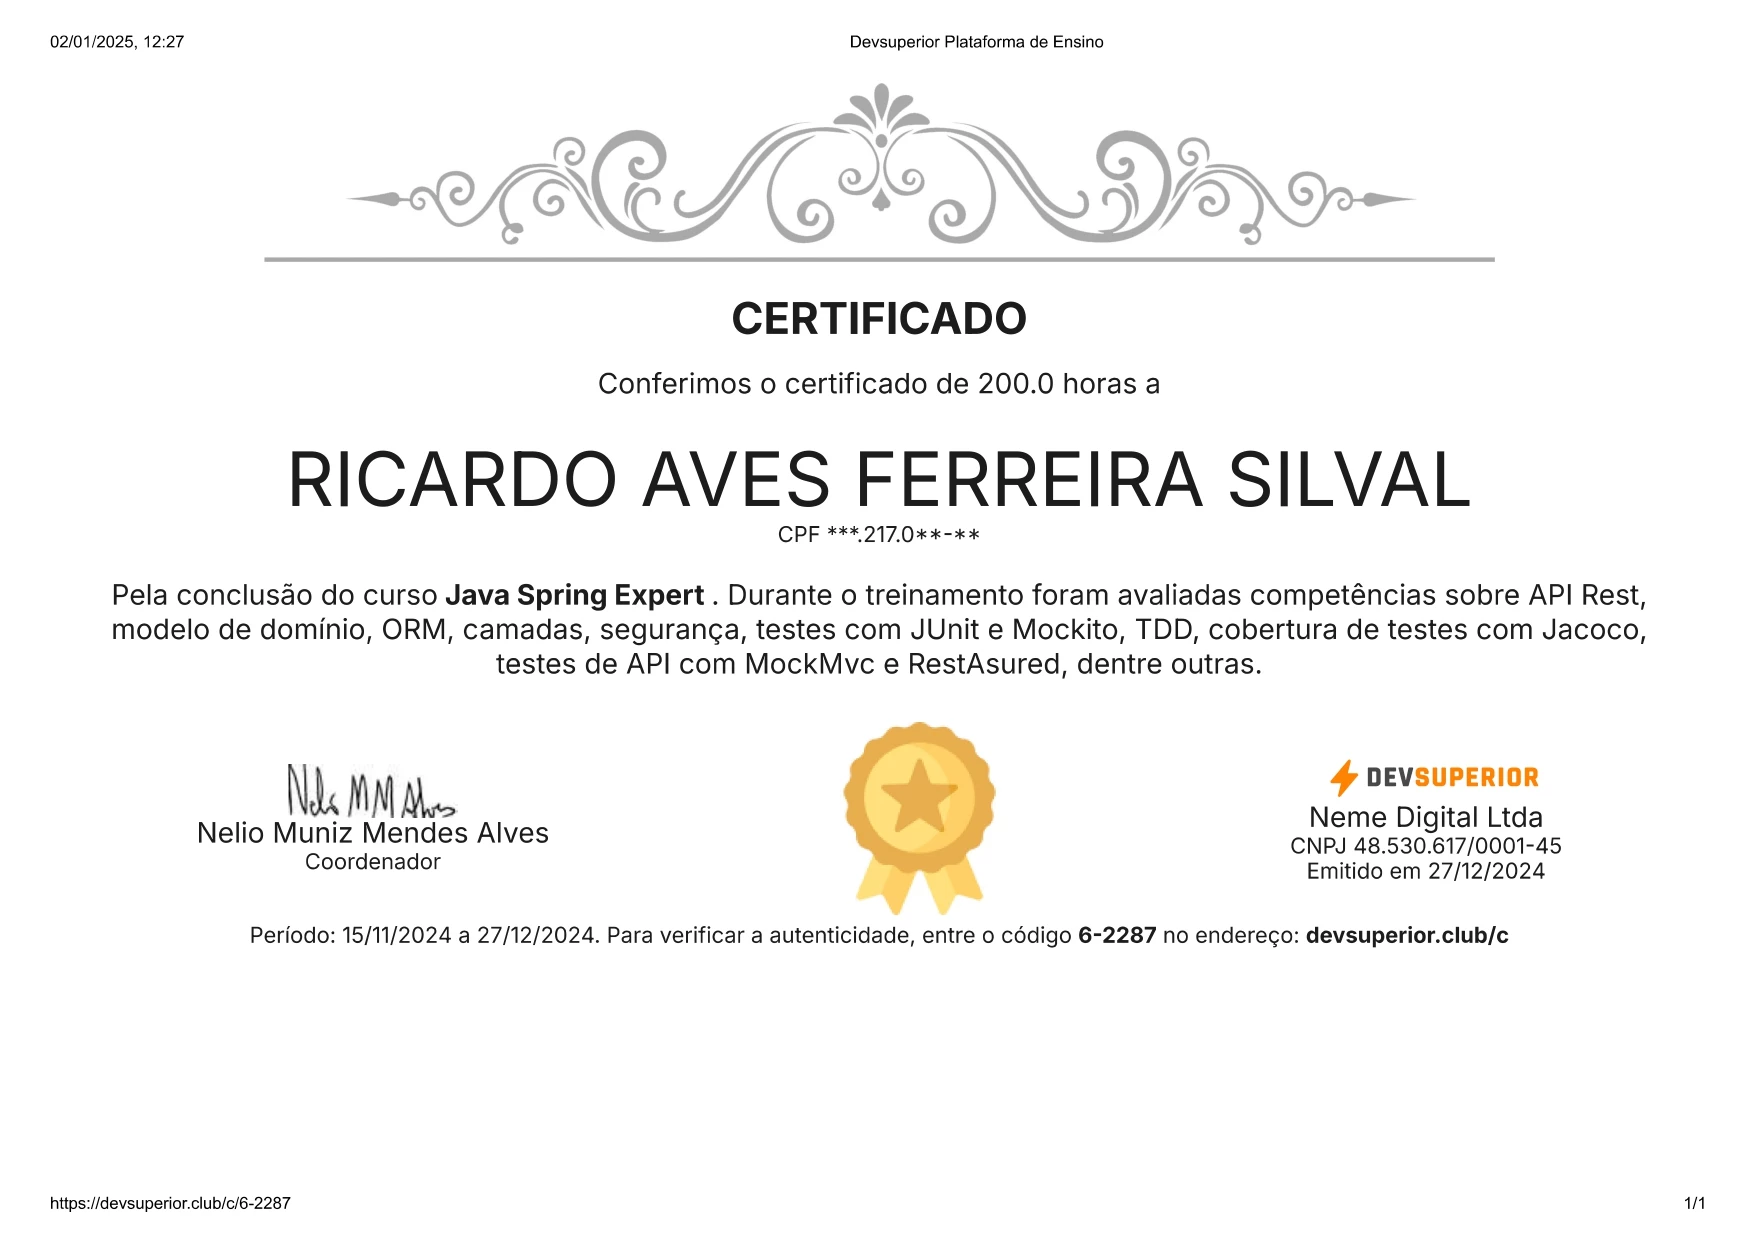 02/01/2025, 12:27
Devsuperior Plataforma de Ensino
CERTIFICADO
Conferimos o certificado de 200.0 horas a
RICARDO AVES FERREIRA SILVAL
CPF ***.217.0**-**
Pela conclusão do curso Java Spring Expert . Durante o treinamento foram avaliadas competências sobre API Rest,
modelo de domínio, ORM, camadas, segurança, testes com JUnit e Mockito, TDD, cobertura de testes com Jacoco,
testes de API com MockMvc e RestAsured, dentre outras.
Nelio M M Alves
Nelio Muniz Mendes Alves
Coordenador
DEVSUPERIOR
Neme Digital Ltda
CNPJ 48.530.617/0001-45
Emitido em 27/12/2024
Período: 15/11/2024 a 27/12/2024. Para verificar a autenticidade, entre o código 6-2287 no endereço: devsuperior.club/c
https://devsuperior.club/c/6-2287
1/1